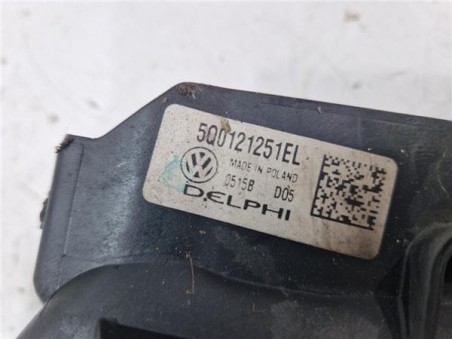 5Q0121251EL
MADE IN POLAND
0515B D05
DELPHI